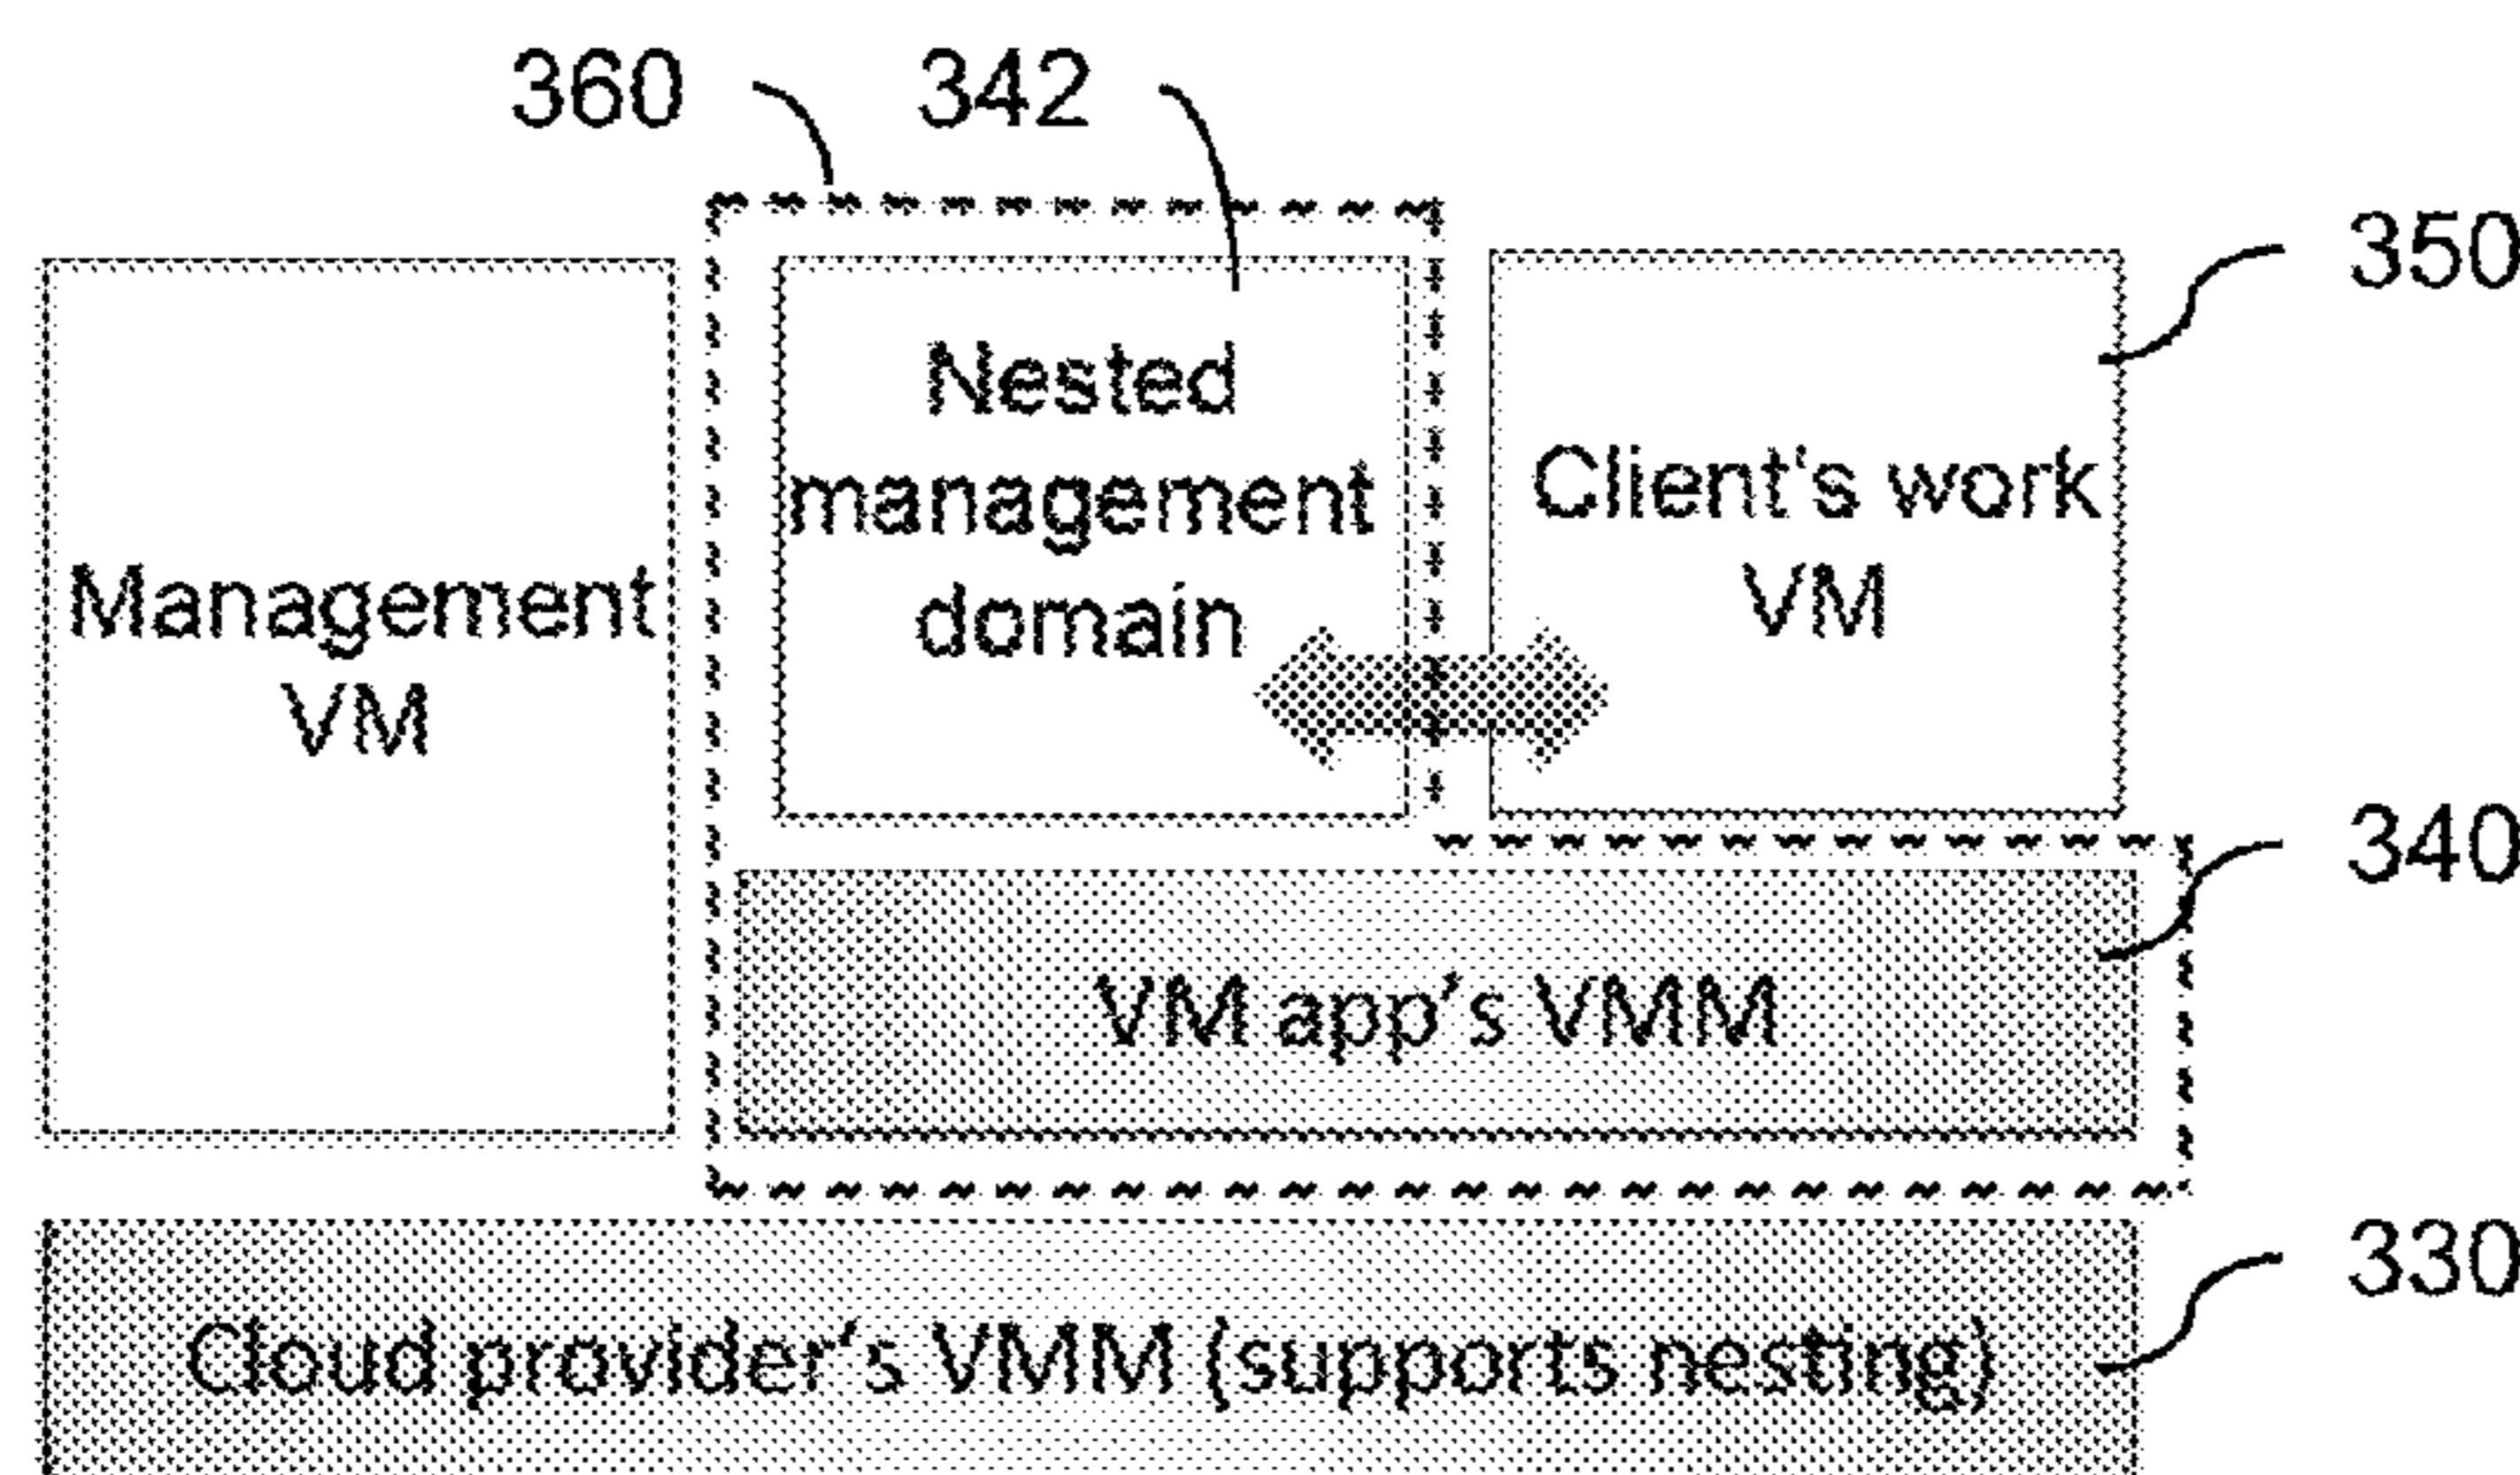 360 342
350
Nested
management
domain
Client's work
VM
Management
VM
340
VM app's VMM
330
Cloud provider's VMM (supports nesting)